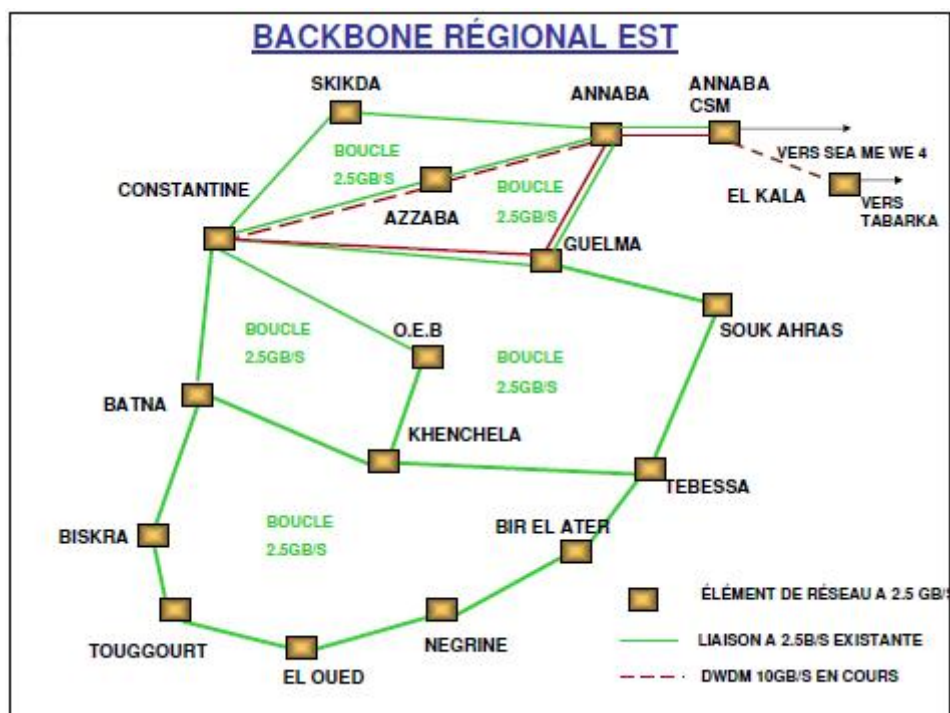 BACKBONE RÉGIONAL EST
SKIKDA
ANNABA
ANNABA
CSM
BOUCLE
2.5GB/S
VERS SEA ME WE 4
CONSTANTINE
AZZABA
BOUCLE
2.5GB/S
EL KALA
VERS
TABARKA
GUELMA
BOUCLE
2.5GB/S
O.E.B
BOUCLE
2.5GB/S
SOUK AHRAS
BATNA
KHENCHELA
TEBESSA
BISKRA
BOUCLE
2.5GB/S
BIR EL ATER
ÉLÉMENT DE RÉSEAU A 2.5 GB/S
TOUGGOURT
NEGRINE
LIAISON A 2.5B/S EXISTANTE
EL OUED
DWDM 10GB/S EN COURS